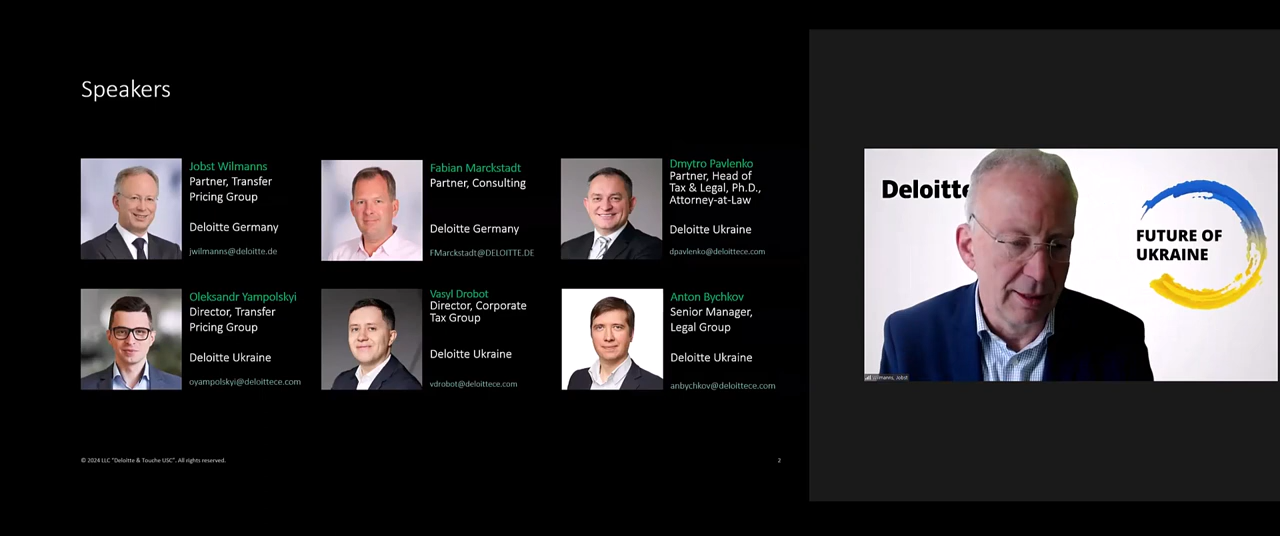 Speakers
Jobst Wilmanns
Partner, Transfer
Pricing Group
Deloitte Germany
jwilmanns@deloitte.de
Fabian Marckstadt
Partner, Consulting
Deloitte Germany
FMarckstadt@DELOITTE.DE
Dmytro Pavlenko
Partner, Head of
Tax & Legal, Ph.D.,
Attorney-at-Law
Deloitte Ukraine
dpavlenko@deloittece.com
Oleksandr Yampolskyi
Director, Transfer
Pricing Group
Deloitte Ukraine
oyampolskyi@deloittece.com
Vasyl Drobot
Director, Corporate
Tax Group
Deloitte Ukraine
vdrobot@deloittece.com
Anton Bychkov
Senior Manager,
Legal Group
Deloitte Ukraine
anbychkov@deloittece.com
© 2024 LLC "Deloitte & Touche USC". All rights reserved.
2
Deloitte
FUTURE OF
UKRAINE
Wilmanns, Jobst